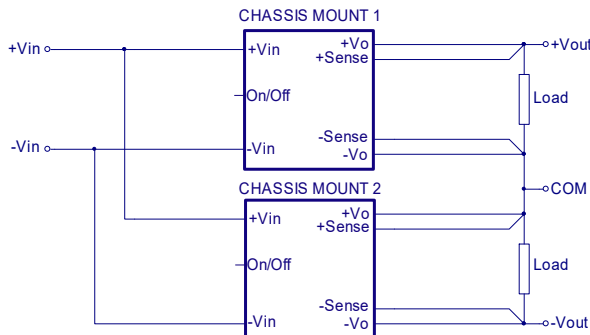 CHASSIS MOUNT 1
+Vin
+Vin
+Vo
+Vout
+Sense
On/Off
Load
-Vin
-Vin
-Sense
-Vo
CHASSIS MOUNT 2
COM
+Vin
+Vo
+Sense
On/Off
Load
-Vin
-Sense
-Vo
-Vout